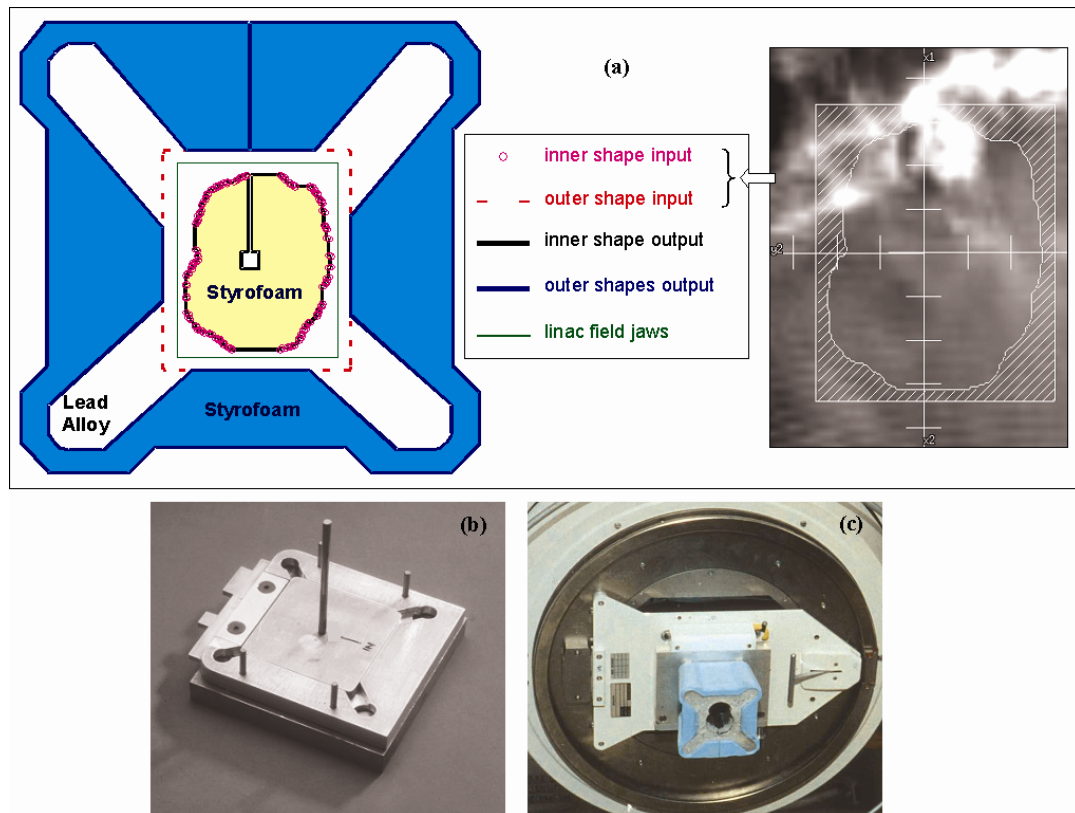 (a)
x1
inner shape input
outer shape input
inner shape output
outer shapes output
linac field jaws
Styrofoam
Lead
Alloy
Styrofoam
x2
(b)
(c)